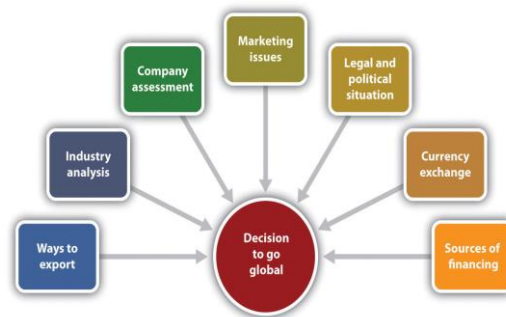 Marketing
issues
Company
assessment
Legal and
political
situation
Industry
analysis
Currency
exchange
Ways to
export
Decision
to go
global
Sources of
financing